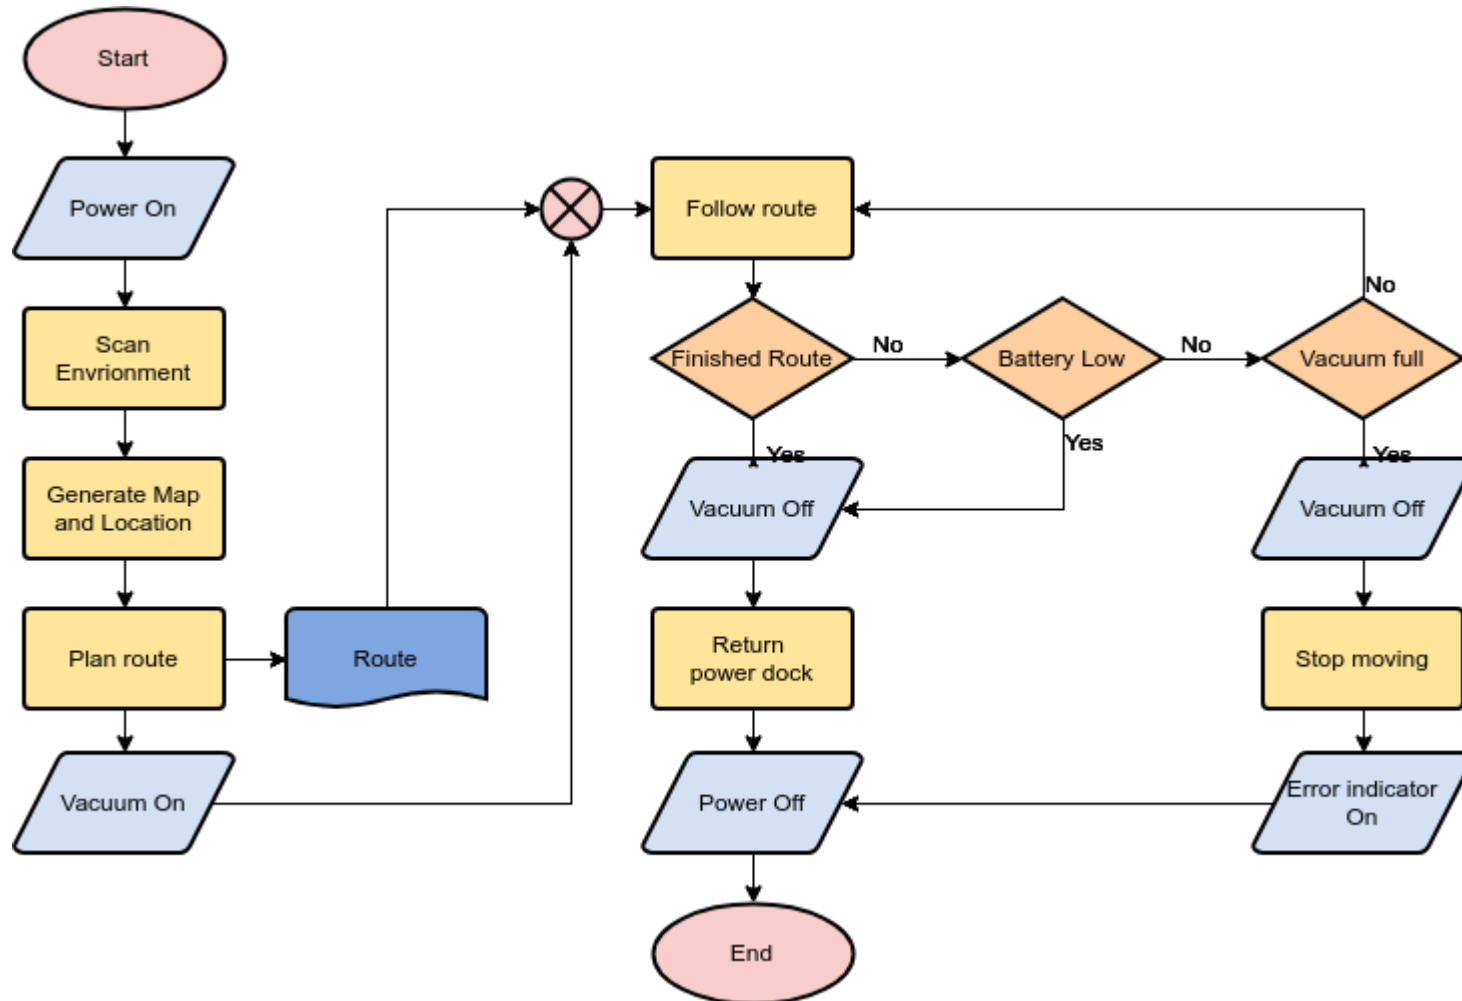 Start
Power On
Scan
Envrionment
Generate Map
and Location
Plan route
Route
Vacuum On
Follow route
Finished Route
No
Battery Low
No
Vacuum full
No
Yes
Yes
Yes
Vacuum Off
Vacuum Off
Return
power dock
Stop moving
Power Off
Error indicator
On
End